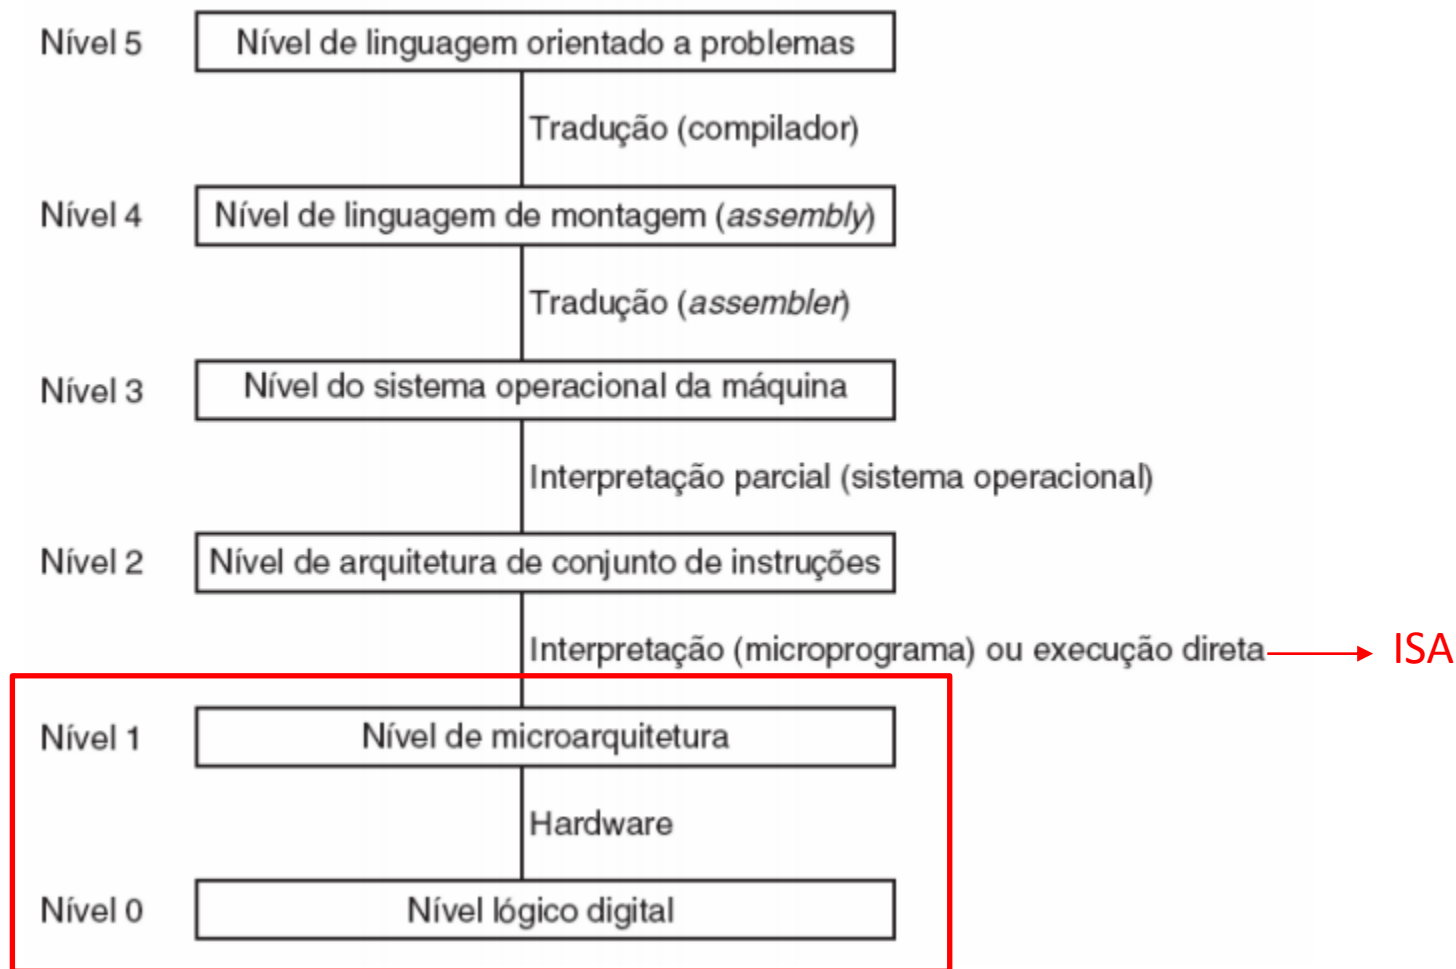 Nível 5 Nível de linguagem orientado a problemas
Tradução (compilador)
Nível 4 Nível de linguagem de montagem (assembly)
Tradução (assembler)
Nível 3 Nível do sistema operacional da máquina
Interpretação parcial (sistema operacional)
Nível 2 Nível de arquitetura de conjunto de instruções
Interpretação (microprograma) ou execução direta ISA
Nível 1 Nível de microarquitetura
Hardware
Nível 0 Nível lógico digital